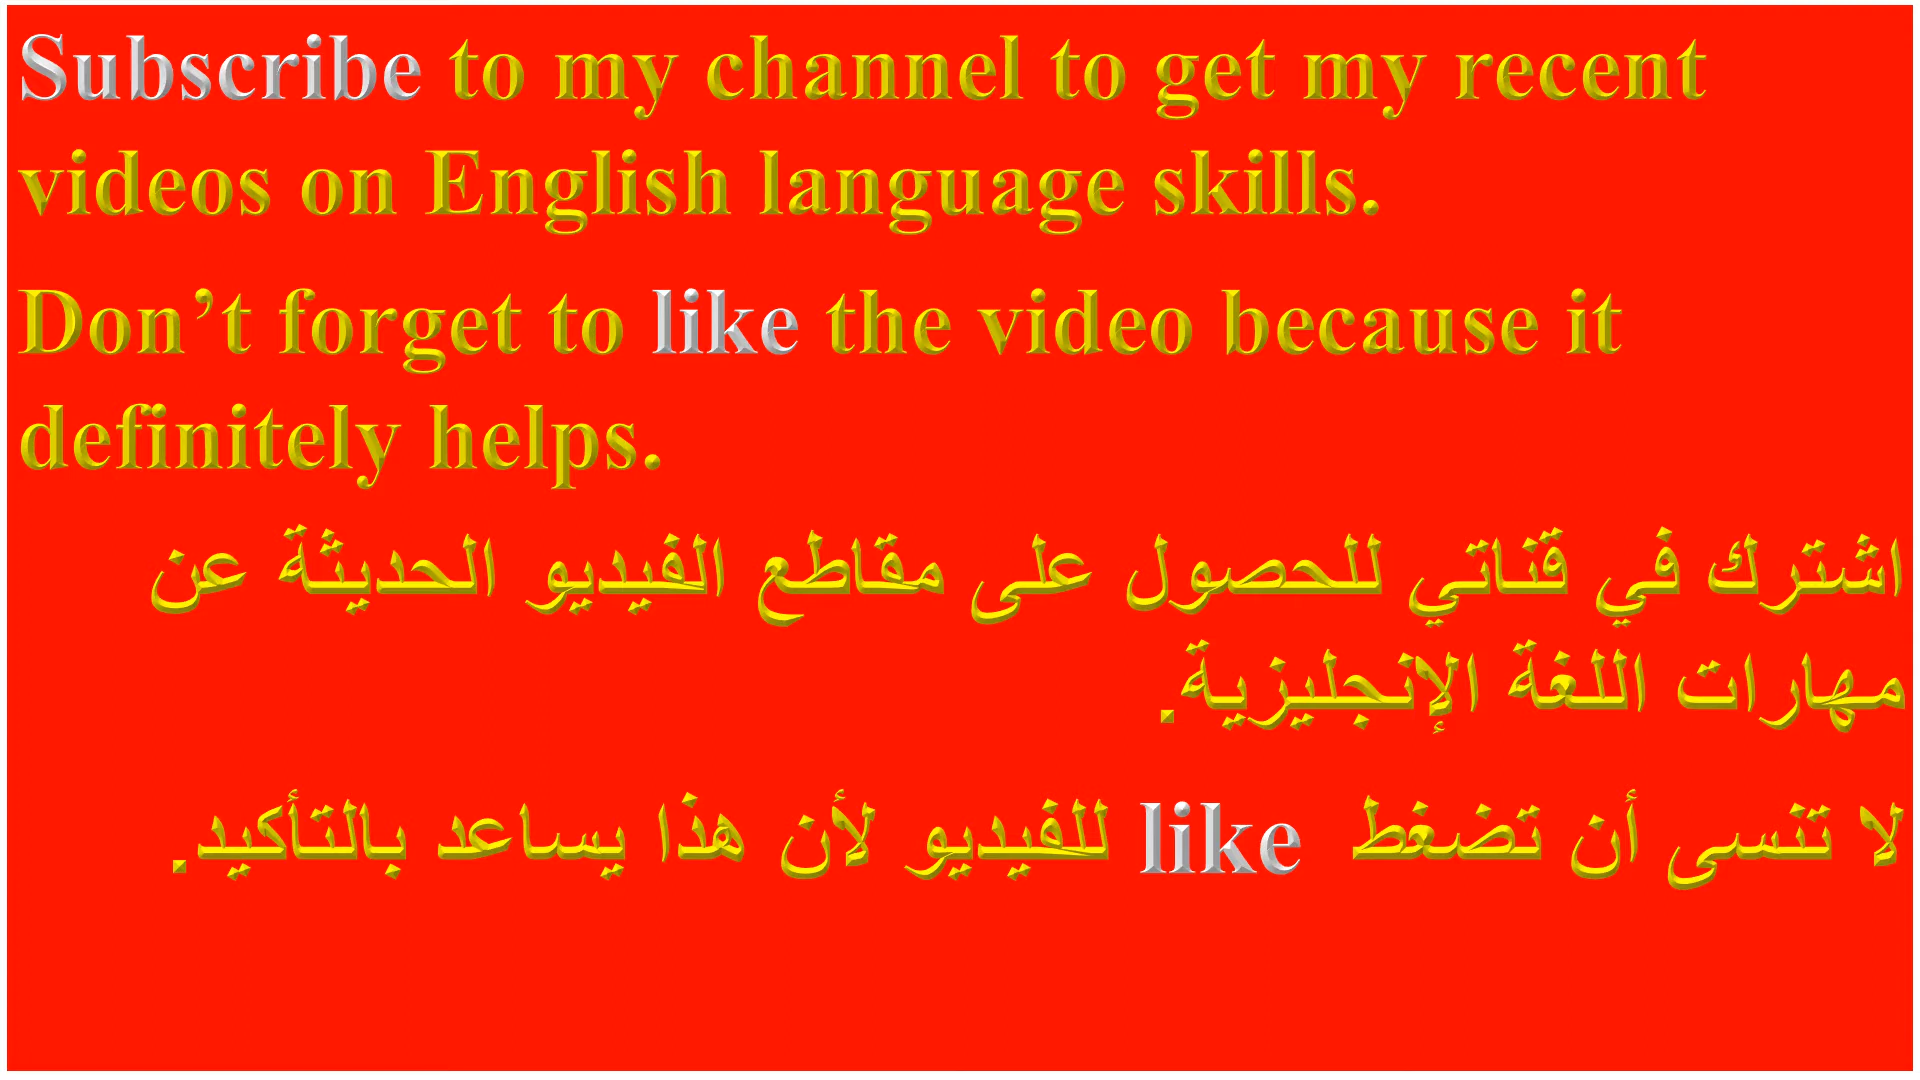 Subscribe to my channel to get my recent
videos on English language skills.
Don’t forget to like the video because it
definitely helps.
اشترك في قناتي للحصول على مقاطع الفيديو الحديثة عن
مهارات اللغة الإنجليزية.
لا تنسى أن تضغط like للفيديو لأن هذا يساعد بالتأكيد.